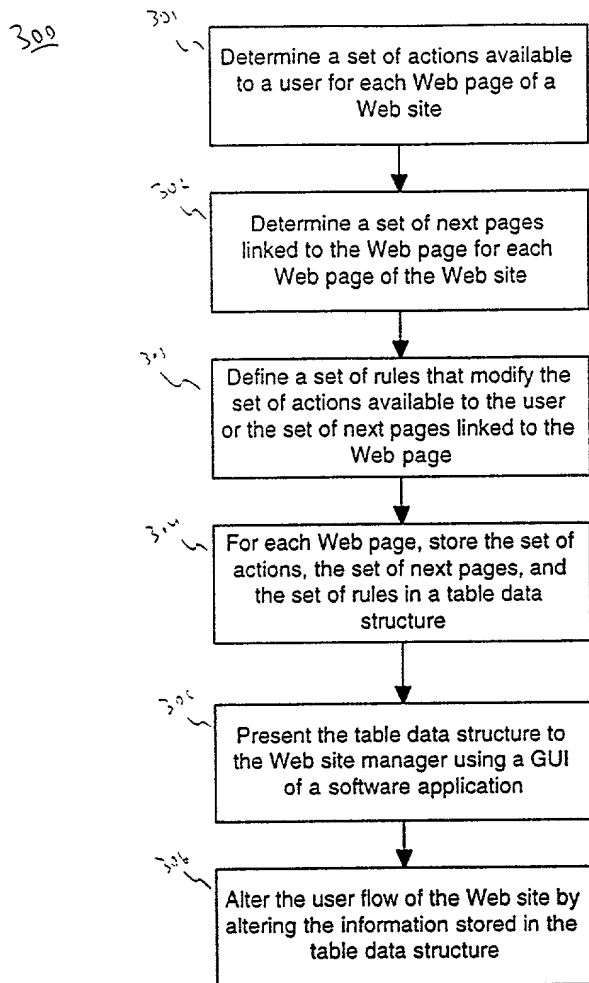 300
301
Determine a set of actions available
to a user for each Web page of a
Web site
302
Determine a set of next pages
linked to the Web page for each
Web page of the Web site
303
Define a set of rules that modify the
set of actions available to the user
or the set of next pages linked to the
Web page
304
For each Web page, store the set of
actions, the set of next pages, and
the set of rules in a table data
structure
305
Present the table data structure to
the Web site manager using a GUI
of a software application
306
Alter the user flow of the Web site by
altering the information stored in the
table data structure